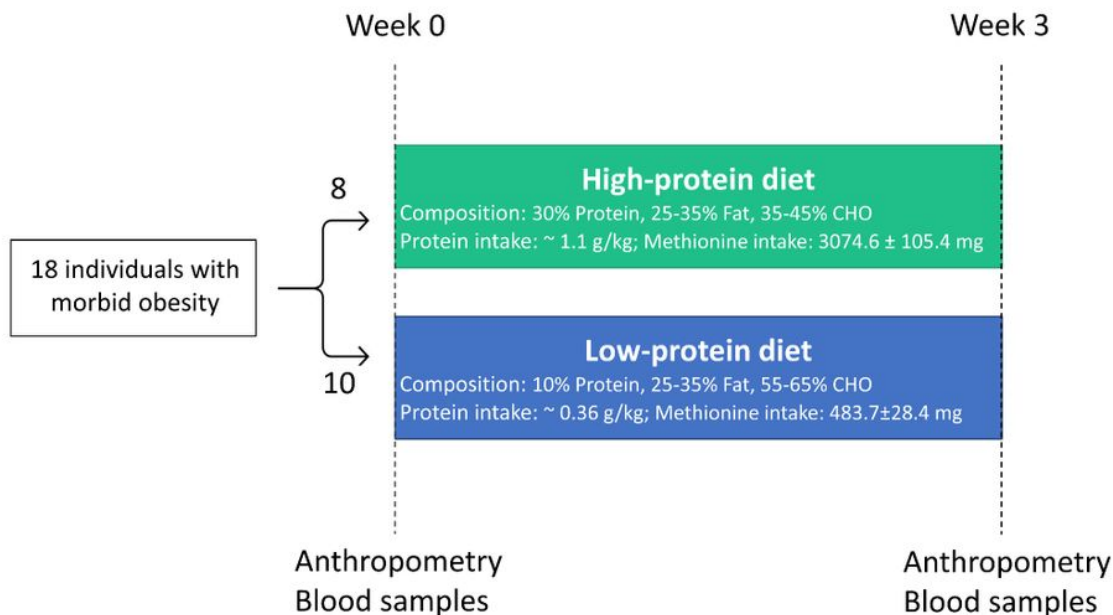 Week 0
Week 3
8
High-protein diet
Composition: 30% Protein, 25-35% Fat, 35-45% CHO
Protein intake: ~ 1.1 g/kg; Methionine intake: 3074.6 ± 105.4 mg
18 individuals with
morbid obesity
10
Low-protein diet
Composition: 10% Protein, 25-35% Fat, 55-65% CHO
Protein intake: ~ 0.36 g/kg; Methionine intake: 483.7±28.4 mg
Anthropometry
Blood samples
Anthropometry
Blood samples